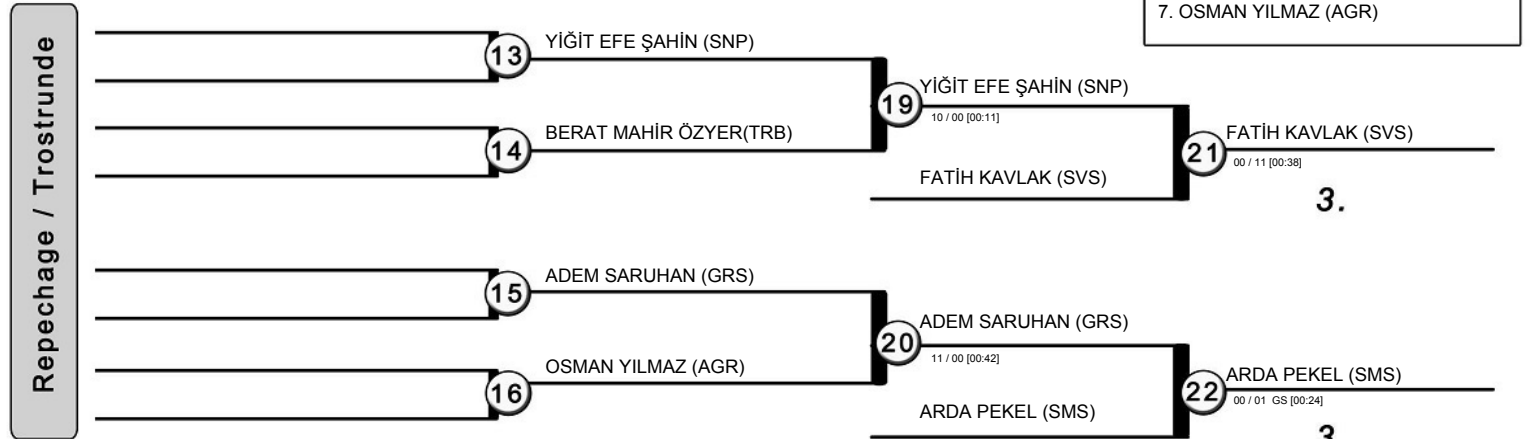 7. OSMAN YILMAZ (AGR)
Repechage / Trostrunde
13
YİĞİT EFE ŞAHİN (SNP)
19
YİĞİT EFE ŞAHİN (SNP)
10 / 00 [00:11]
14
BERAT MAHİR ÖZYER(TRB)
21
FATİH KAVLAK (SVS)
00 / 11 [00:38]
FATİH KAVLAK (SVS)
3.
15
ADEM SARUHAN (GRS)
20
ADEM SARUHAN (GRS)
11 / 00 [00:42]
16
OSMAN YILMAZ (AGR)
22
ARDA PEKEL (SMS)
00 / 01 GS [00:24]
ARDA PEKEL (SMS)
3